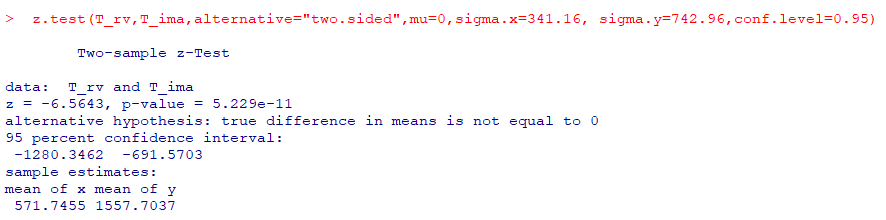 > z.test(T_rv,T_ima,alternative="two.sided",mu=0,sigma.x=341.16, sigma.y=742.96,conf.level=0.95)
Two-sample z-Test
data:  T_rv and T_ima
z = -6.5643, p-value = 5.229e-11
alternative hypothesis: true difference in means is not equal to 0
95 percent confidence interval:
-1280.3462  -691.5703
sample estimates:
mean of x mean of y
571.7455 1557.7037